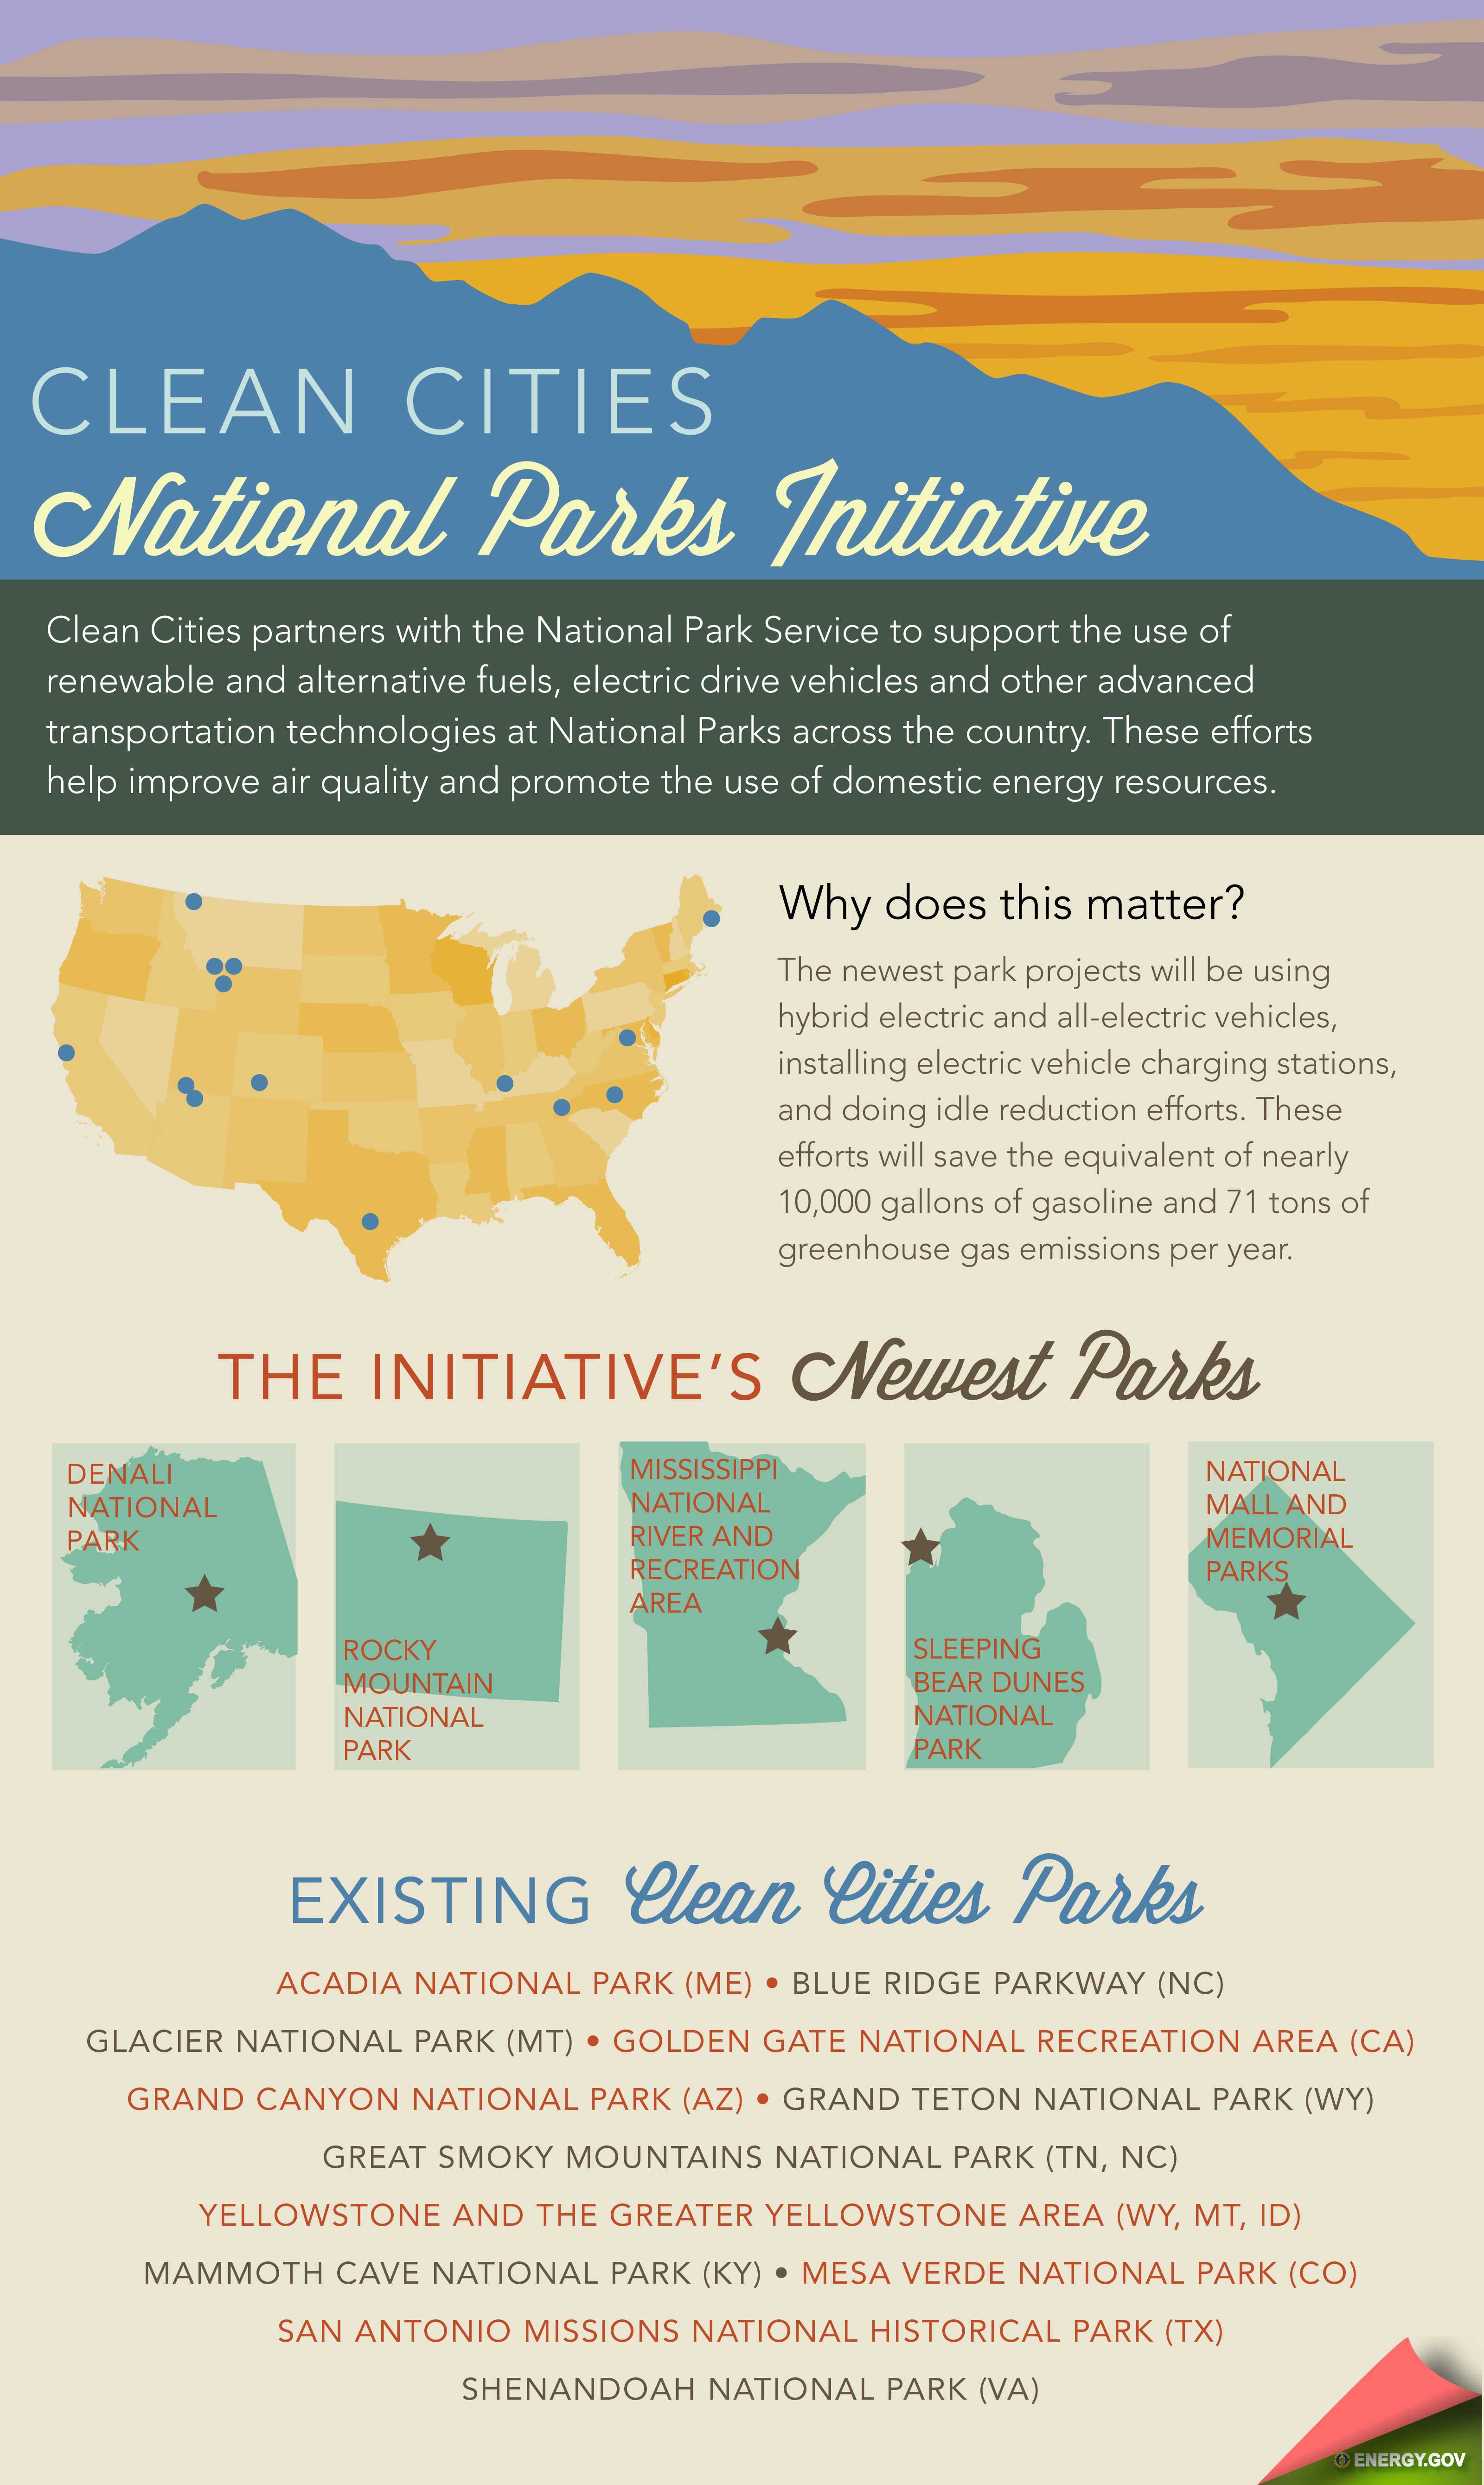 CLEAN CITIES
National Parks Initiative
Clean Cities partners with the National Park Service to support the use of
renewable and alternative fuels, electric drive vehicles and other advanced
transportation technologies at National Parks across the country. These efforts
help improve air quality and promote the use of domestic energy resources.
Why does this matter?
The newest park projects will be using
hybrid electric and all-electric vehicles,
installing electric vehicle charging stations,
and doing idle reduction efforts. These
efforts will save the equivalent of nearly
10,000 gallons of gasoline and 71 tons of
greenhouse gas emissions per year.
THE INITIATIVE'S Newest Parks
DENALI
NATIONAL
PARK
ROCKY
MOUNTAIN
NATIONAL
PARK
MISSISSIPPI
NATIONAL
RIVER AND
RECREATION
AREA
SLEEPING
BEAR DUNES
NATIONAL
PARK
NATIONAL
MALL AND
MEMORIAL
PARKS
EXISTING Clean Cities Parks
ACADIA NATIONAL PARK (ME) • BLUE RIDGE PARKWAY (NC)
GLACIER NATIONAL PARK (MT) • GOLDEN GATE NATIONAL RECREATION AREA (CA)
GRAND CANYON NATIONAL PARK (AZ) • GRAND TETON NATIONAL PARK (WY)
GREAT SMOKY MOUNTAINS NATIONAL PARK (TN, NC)
YELLOWSTONE AND THE GREATER YELLOWSTONE AREA (WY, MT, ID)
MAMMOTH CAVE NATIONAL PARK (KY) • MESA VERDE NATIONAL PARK (CO)
SAN ANTONIO MISSIONS NATIONAL HISTORICAL PARK (TX)
SHENANDOAH NATIONAL PARK (VA)
ENERGY.GOV